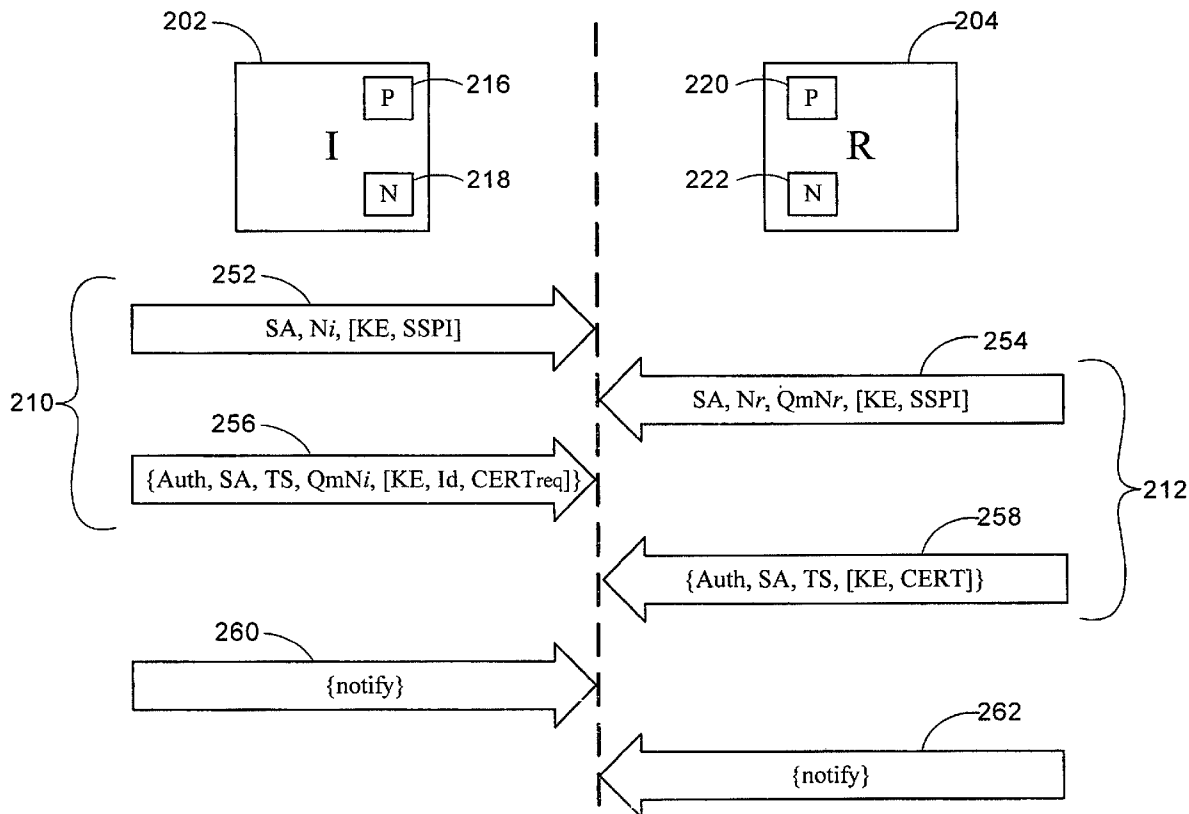 202
204
P
216
220
P
I
R
N
218
222
N
252
SA, Ni, [KE, SSPI]
254
SA, Nr, QmNr, [KE, SSPI]
210
256
{Auth, SA, TS, QmNi, [KE, Id, CERTreq]}
212
258
{Auth, SA, TS, [KE, CERT]}
260
{notify}
262
{notify}